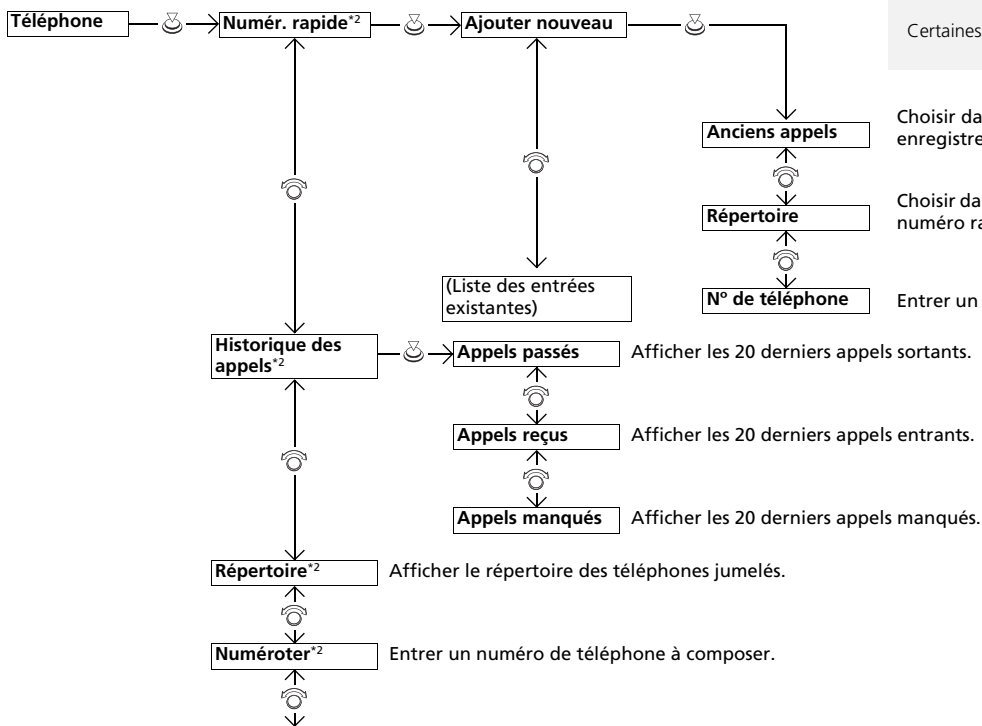 Téléphone
Numér. rapide*2
Ajouter nouveau
Certaines
Anciens appels
Choisir da
enregistre
Répertoire
Choisir da
numéro ra
(Liste des entrées
existantes)
Nº de téléphone
Entrer un
Historique des
appels*2
Appels passés
Afficher les 20 derniers appels sortants.
Appels reçus
Afficher les 20 derniers appels entrants.
Appels manqués
Afficher les 20 derniers appels manqués.
Répertoire*2
Afficher le répertoire des téléphones jumelés.
Numéroter*2
Entrer un numéro de téléphone à composer.